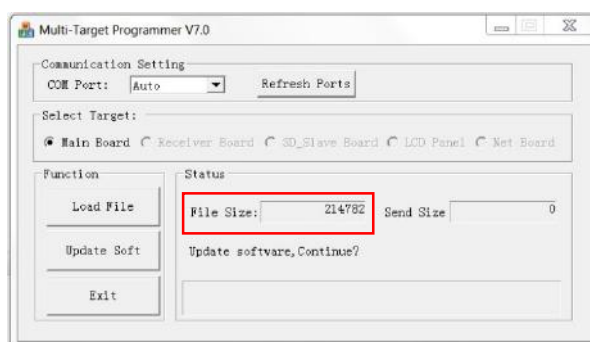 Multi-Target Programmer V7.0
Communication Setting
COM Port: Auto Refresh Ports
Select Target:
Main Board Receiver Board SD_Slave Board LCD Panel Net Board
Function Status
Load File File Size: 214782 Send Size 0
Update Soft Update software,Continue?
Exit